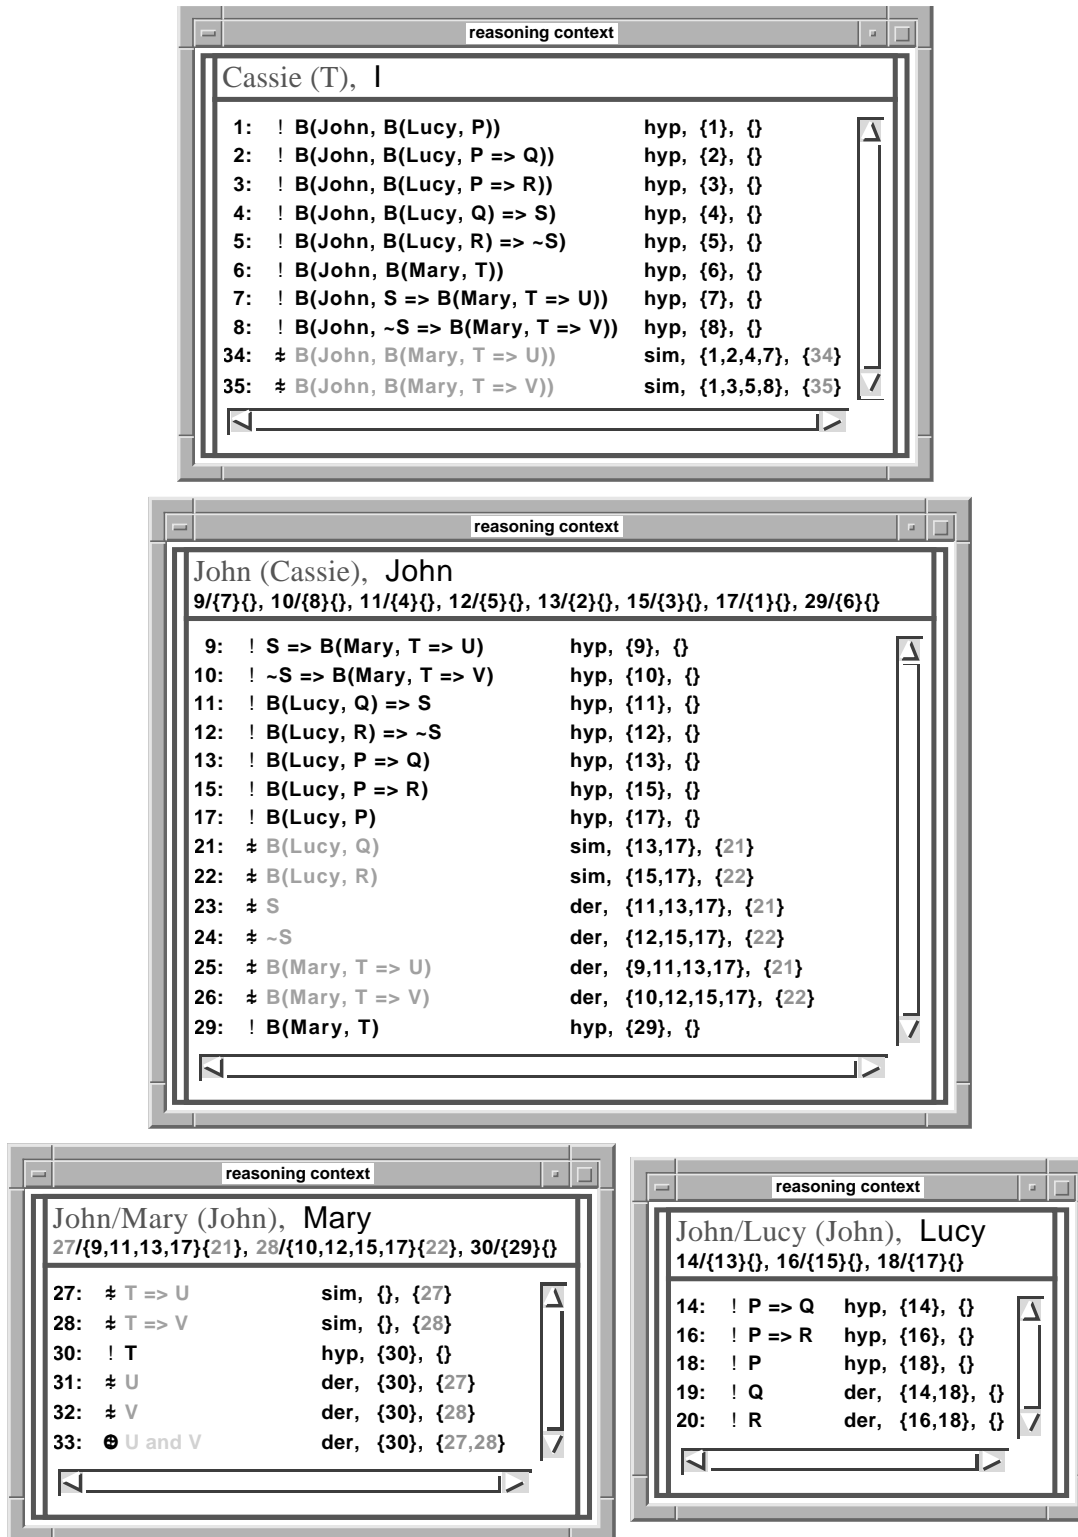 reasoning context
Cassie (T), I
1: ! B(John, B(Lucy, P)) hyp, {1}, {}
2: ! B(John, B(Lucy, P => Q)) hyp, {2}, {}
3: ! B(John, B(Lucy, P => R)) hyp, {3}, {}
4: ! B(John, B(Lucy, Q) => S) hyp, {4}, {}
5: ! B(John, B(Lucy, R) => ~S) hyp, {5}, {}
6: ! B(John, B(Mary, T)) hyp, {6}, {}
7: ! B(John, S => B(Mary, T => U)) hyp, {7}, {}
8: ! B(John, ~S => B(Mary, T => V)) hyp, {8}, {}
34: B(John, B(Mary, T => U)) sim, {1,2,4,7}, {34}
35: B(John, B(Mary, T => V)) sim, {1,3,5,8}, {35}
reasoning context
John (Cassie), John
9/{7}{}, 10/{8}{}, 11/{4}{}, 12/{5}{}, 13/{2}{}, 15/{3}{}, 17/{1}{}, 29/{6}{}
9: ! S => B(Mary, T => U) hyp, {9}, {}
10: ! ~S => B(Mary, T => V) hyp, {10}, {}
11: ! B(Lucy, Q) => S hyp, {11}, {}
12: ! B(Lucy, R) => ~S hyp, {12}, {}
13: ! B(Lucy, P => Q) hyp, {13}, {}
15: ! B(Lucy, P => R) hyp, {15}, {}
17: ! B(Lucy, P) hyp, {17}, {}
21: B(Lucy, Q) sim, {13,17}, {21}
22: B(Lucy, R) sim, {15,17}, {22}
23: S der, {11,13,17}, {21}
24: ~S der, {12,15,17}, {22}
25: B(Mary, T => U) der, {9,11,13,17}, {21}
26: B(Mary, T => V) der, {10,12,15,17}, {22}
29: ! B(Mary, T) hyp, {29}, {}
reasoning context
John/Mary (John), Mary
27/{9,11,13,17}{21}, 28/{10,12,15,17}{22}, 30/{29}{}
27: T => U sim, {}, {27}
28: T => V sim, {}, {28}
30: ! T hyp, {30}, {}
31: U der, {30}, {27}
32: V der, {30}, {28}
33: U and V der, {30}, {27,28}
reasoning context
John/Lucy (John), Lucy
14/{13}{}, 16/{15}{}, 18/{17}{}
14: ! P => Q hyp, {14}, {}
16: ! P => R hyp, {16}, {}
18: ! P hyp, {18}, {}
19: ! Q der, {14,18}, {}
20: ! R der, {16,18}, {}